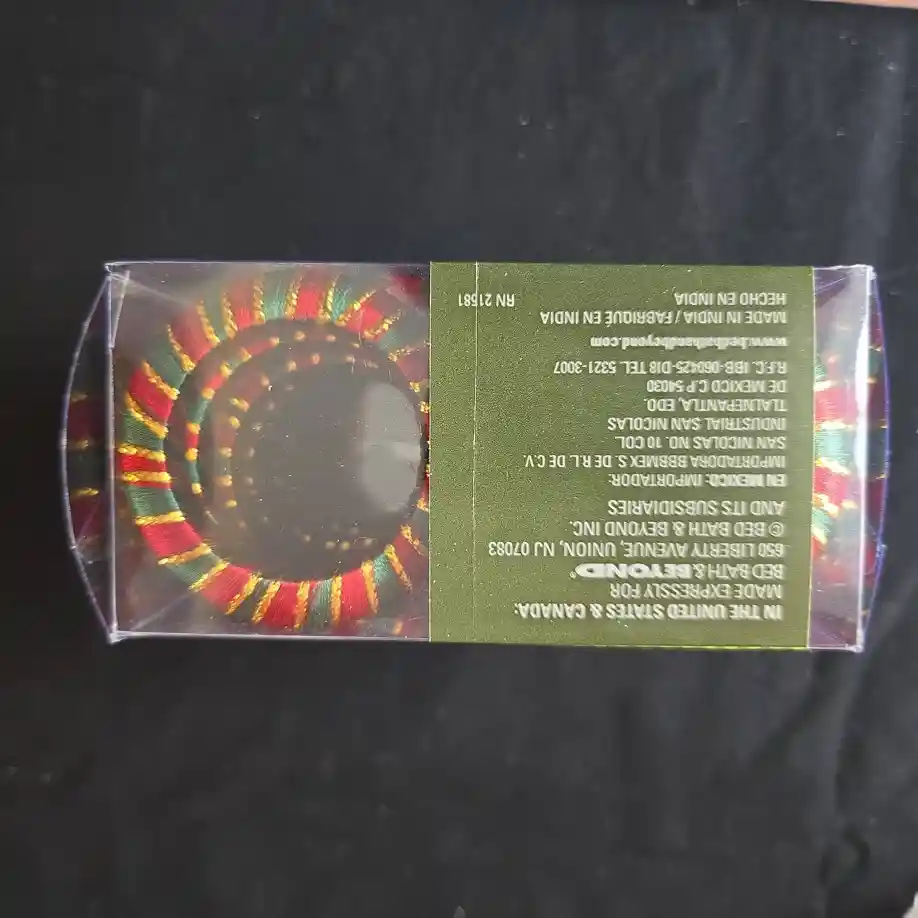 IN THE UNITED STATES & CANADA:
MADE EXPRESSLY FOR
BED BATH & BEYOND®
650 LIBERTY AVENUE, UNION, NJ 07083
© BED BATH & BEYOND INC.
AND ITS SUBSIDIARIES
EN MEXICO: IMPORTADOR:
IMPORTADORA BBBMEX S. DE R.L. DE C.V.
SAN NICOLAS NO. 10 COL.
INDUSTRIAL SAN NICOLAS
TLALNEPANTLA, EDO.
DE MEXICO C.P 54030
R.F.C. IBB-060425-DI8 TEL. 5321-3007
www.bedbathandbeyond.com
MADE IN INDIA / FABRIQUÉ EN INDIA
HECHO EN INDIA
RN 21581